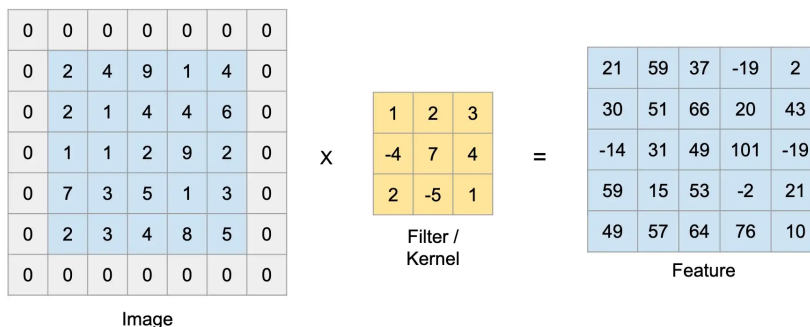 0 0 0 0 0 0 0
0 2 4 9 1 4 0
0 2 1 4 4 6 0
0 1 1 2 9 2 0
0 7 3 5 1 3 0
0 2 3 4 8 5 0
0 0 0 0 0 0 0
Image
X
1 2 3
-4 7 4
2 -5 1
Filter /
Kernel
=
21 59 37 -19 2
30 51 66 20 43
-14 31 49 101 -19
59 15 53 -2 21
49 57 64 76 10
Feature